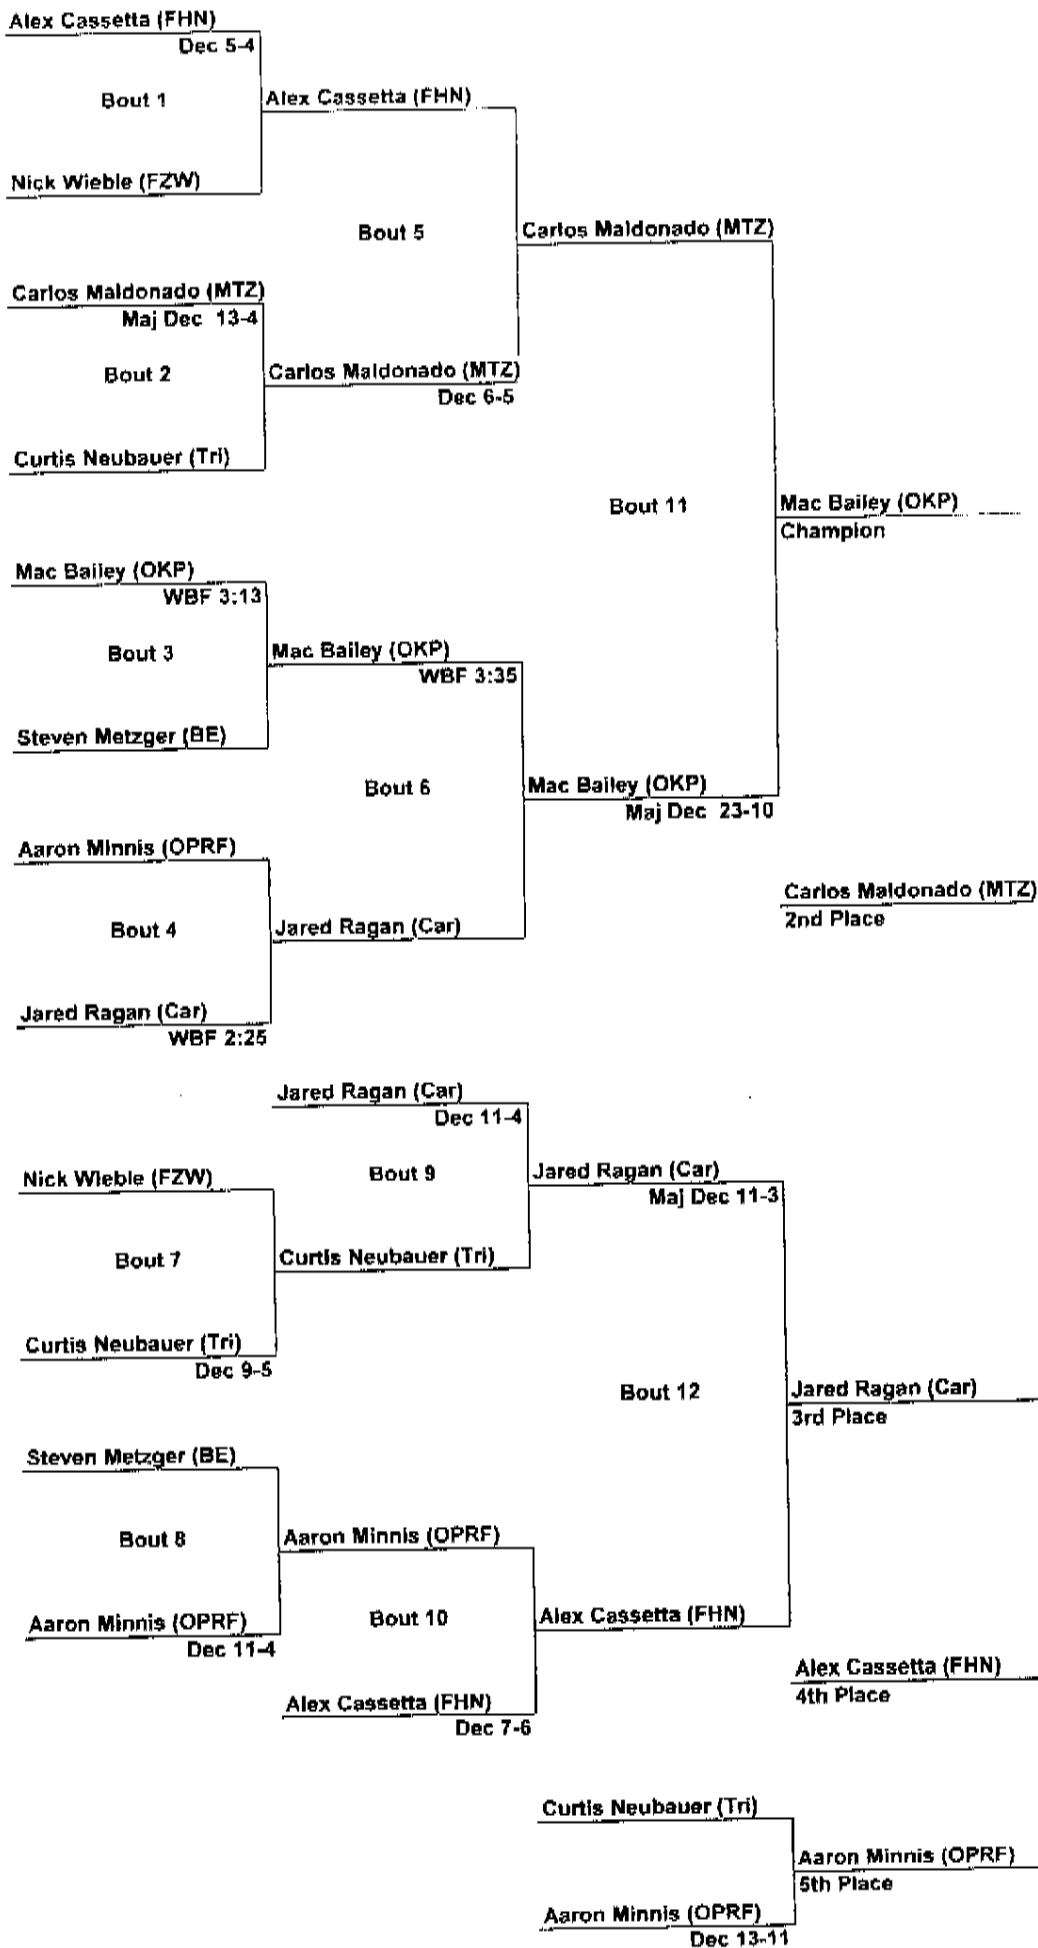 Alex Cassetta (FHN)
Dec 5-4
Bout 1
Alex Cassetta (FHN)
Nick Wieble (FZW)
Bout 5
Carlos Maldonado (MTZ)
Carlos Maldonado (MTZ)
Maj Dec 13-4
Bout 2
Carlos Maldonado (MTZ)
Dec 6-5
Curtis Neubauer (Tri)
Bout 11
Mac Bailey (OKP)
Champion
Mac Bailey (OKP)
WBF 3:13
Bout 3
Mac Bailey (OKP)
WBF 3:35
Steven Metzger (BE)
Bout 6
Mac Bailey (OKP)
Maj Dec 23-10
Aaron Minnis (OPRF)
Carlos Maldonado (MTZ)
2nd Place
Bout 4
Jared Ragan (Car)
Jared Ragan (Car)
WBF 2:25
Jared Ragan (Car)
Dec 11-4
Nick Wieble (FZW)
Bout 9
Jared Ragan (Car)
Maj Dec 11-3
Bout 7
Curtis Neubauer (Tri)
Curtis Neubauer (Tri)
Dec 9-5
Bout 12
Jared Ragan (Car)
3rd Place
Steven Metzger (BE)
Bout 8
Aaron Minnis (OPRF)
Aaron Minnis (OPRF)
Dec 11-4
Bout 10
Alex Cassetta (FHN)
Alex Cassetta (FHN)
4th Place
Alex Cassetta (FHN)
Dec 7-6
Curtis Neubauer (Tri)
Aaron Minnis (OPRF)
5th Place
Aaron Minnis (OPRF)
Dec 13-11